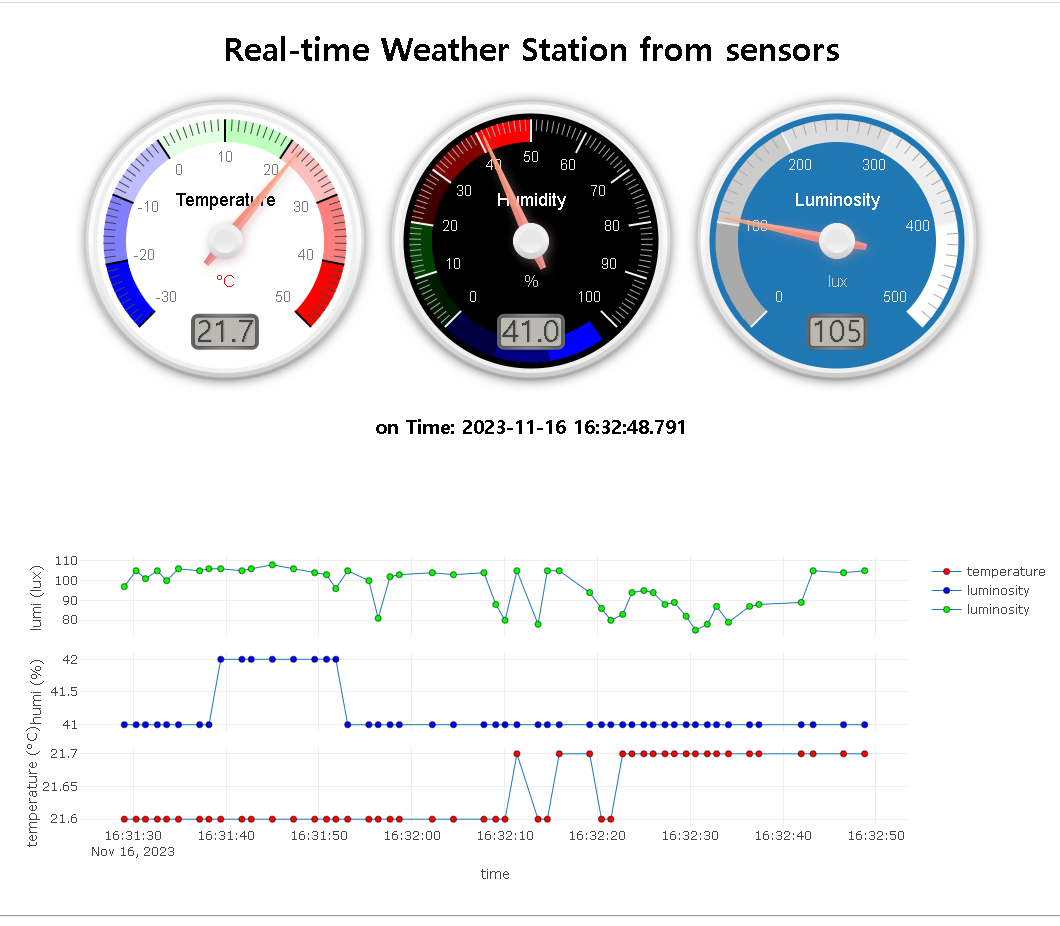 Real-time Weather Station from sensors
-30 -20 -10 0 10 20 30 40 50
Temperature
°C
21.7
0 10 20 30 40 50 60 70 80 90 100
Humidity
%
41.0
0 100 200 300 400 500
Luminosity
lux
105
on Time: 2023-11-16 16:32:48.791
lumi (lux)
110
100
90
80
temperature
luminosity
luminosity
humi (%)
42
41.5
41
temperature (°C)
21.7
21.65
21.6
16:31:30 16:31:40 16:31:50 16:32:00 16:32:10 16:32:20 16:32:30 16:32:40 16:32:50
Nov 16, 2023
time